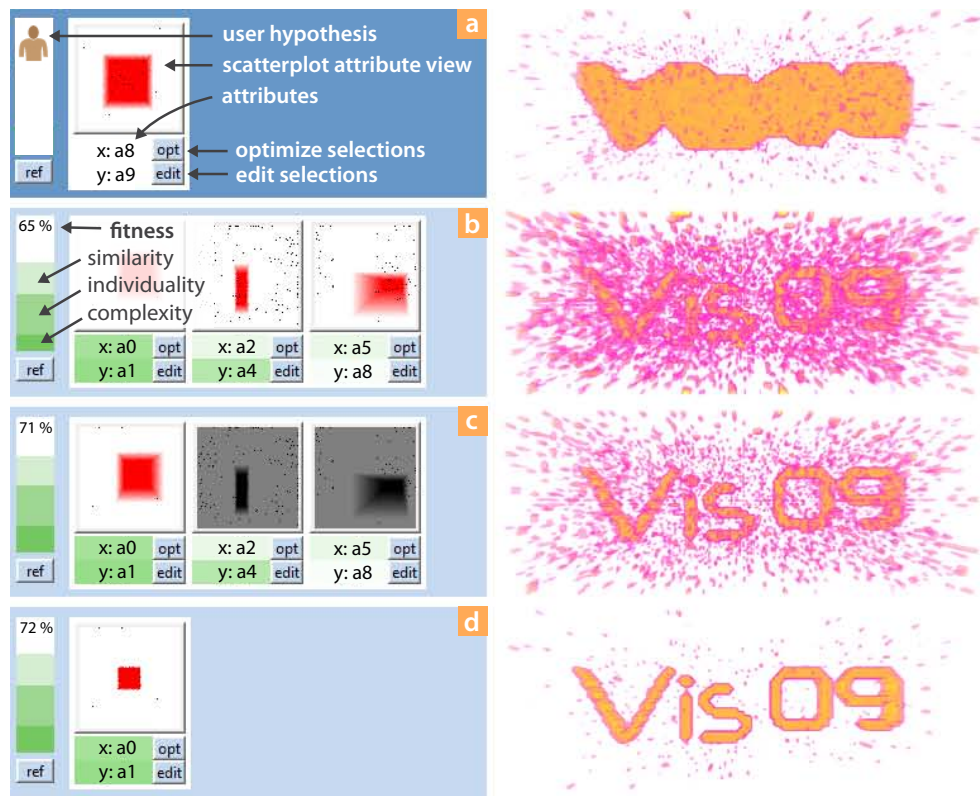 a
user hypothesis
scatterplot attribute view
attributes
x: a8 opt
optimize selections
ref
y: a9 edit
edit selections
b
65 %
fitness
similarity
individuality
complexity
x: a0 opt
x: a2 opt
x: a5 opt
ref
y: a1 edit
y: a4 edit
y: a8 edit
Vis 09
c
71 %
x: a0 opt
x: a2 opt
x: a5 opt
ref
y: a1 edit
y: a4 edit
y: a8 edit
Vis 09
d
72 %
x: a0 opt
ref
y: a1 edit
Vis 09